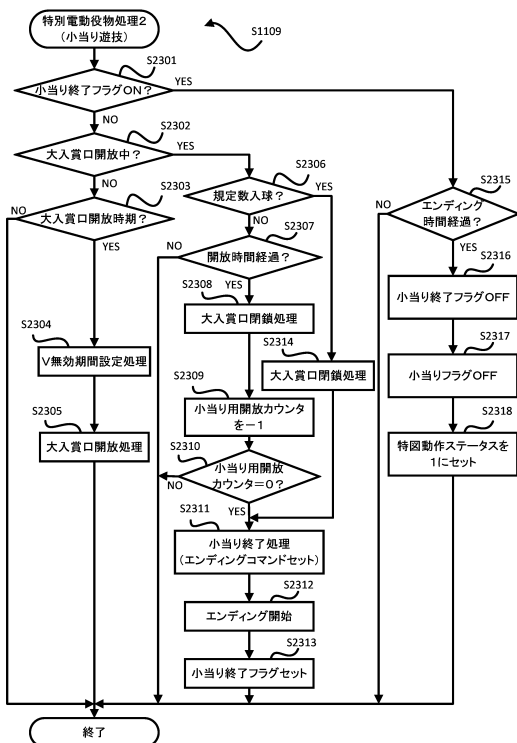 特別電動役物処理2
(小当り遊技)
S1109
S2301
小当り終了フラグON?
YES
NO
S2302
大入賞口開放中?
YES
NO
S2303
大入賞口開放時期?
NO
YES
S2304
V無効期間設定処理
S2305
大入賞口開放処理
S2306
規定数入球?
YES
NO
S2307
開放時間経過?
NO
YES
S2308
大入賞口閉鎖処理
S2314
大入賞口閉鎖処理
S2309
小当り用開放カウンタ
を-1
S2310
小当り用開放
カウンタ=0?
NO
YES
S2311
小当り終了処理
(エンディングコマンドセット)
S2312
エンディング開始
S2313
小当り終了フラグセット
S2315
エンディング
時間経過?
NO
YES
S2316
小当り終了フラグOFF
S2317
小当りフラグOFF
S2318
特図動作ステータスを
1にセット
終了